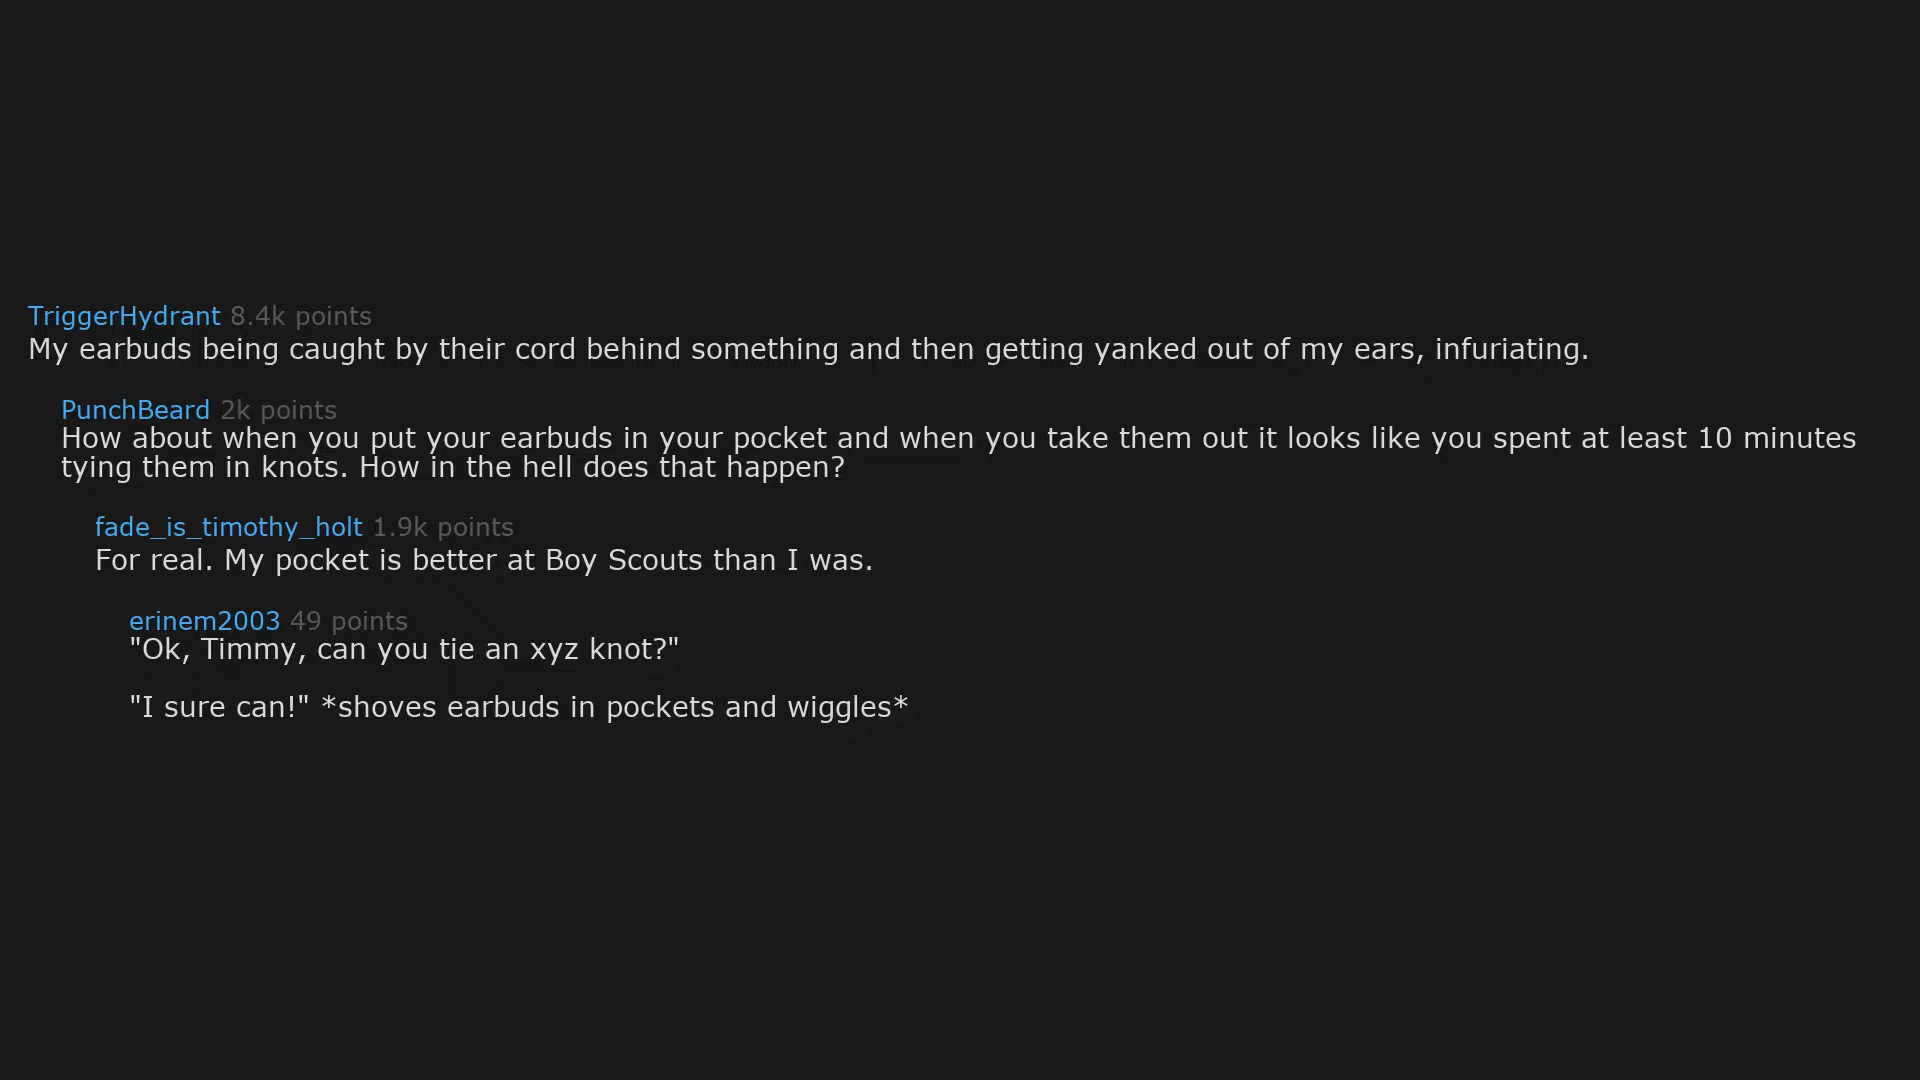 TriggerHydrant 8.4k points
My earbuds being caught by their cord behind something and then getting yanked out of my ears, infuriating.
PunchBeard 2k points
How about when you put your earbuds in your pocket and when you take them out it looks like you spent at least 10 minutes
tying them in knots. How in the hell does that happen?
fade_is_timothy_holt 1.9k points
For real. My pocket is better at Boy Scouts than I was.
erinem2003 49 points
"Ok, Timmy, can you tie an xyz knot?"
"I sure can!" *shoves earbuds in pockets and wiggles*